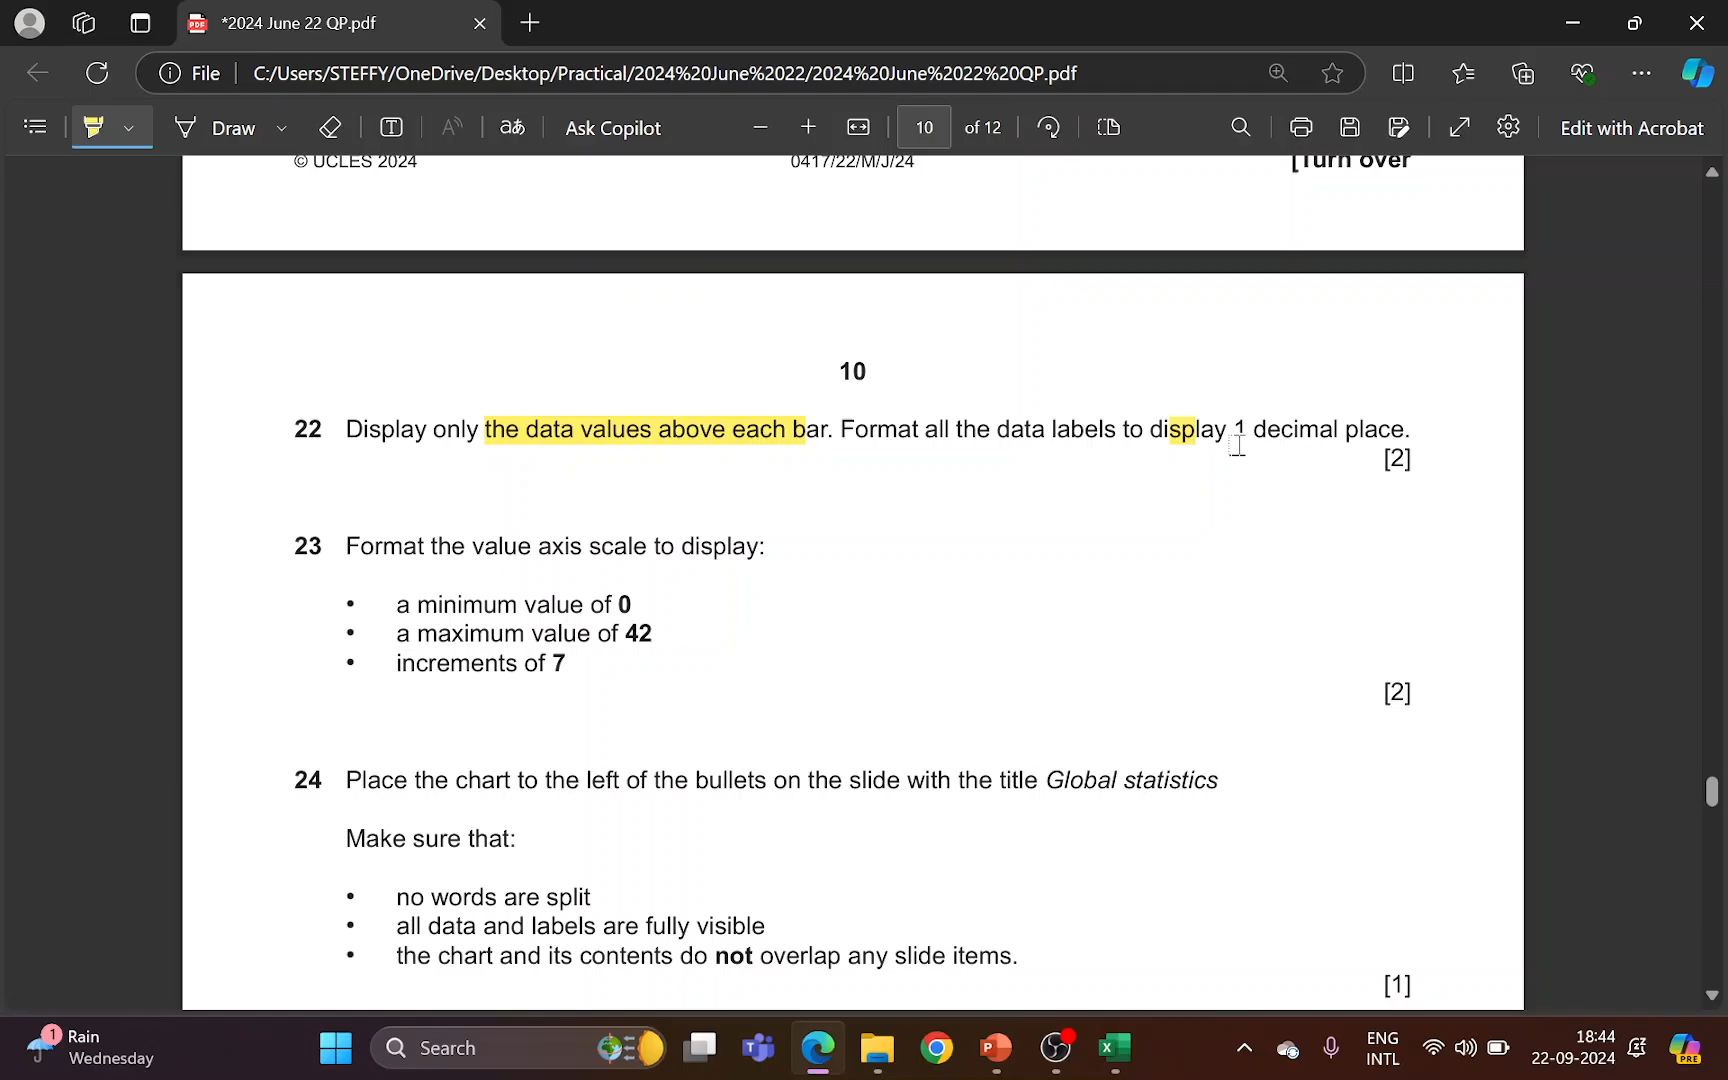 *2024 June 22 QP.pdf
File
C:/Users/STEFFY/OneDrive/Desktop/Practical/2024%20June%2022/2024%20June%2022%20QP.pdf
Draw
Ask Copilot
10 of 12
Edit with Acrobat
© UCLES 2024 0417/22/M/J/24 [Turn over
10
22 Display only the data values above each bar. Format all the data labels to display 1 decimal place.
[2]
23 Format the value axis scale to display:
• a minimum value of 0
• a maximum value of 42
• increments of 7
[2]
24 Place the chart to the left of the bullets on the slide with the title Global statistics
Make sure that:
• no words are split
• all data and labels are fully visible
• the chart and its contents do not overlap any slide items.
[1]
1
Rain
Wednesday
Search
ENG
INTL
18:44
22-09-2024
PRE